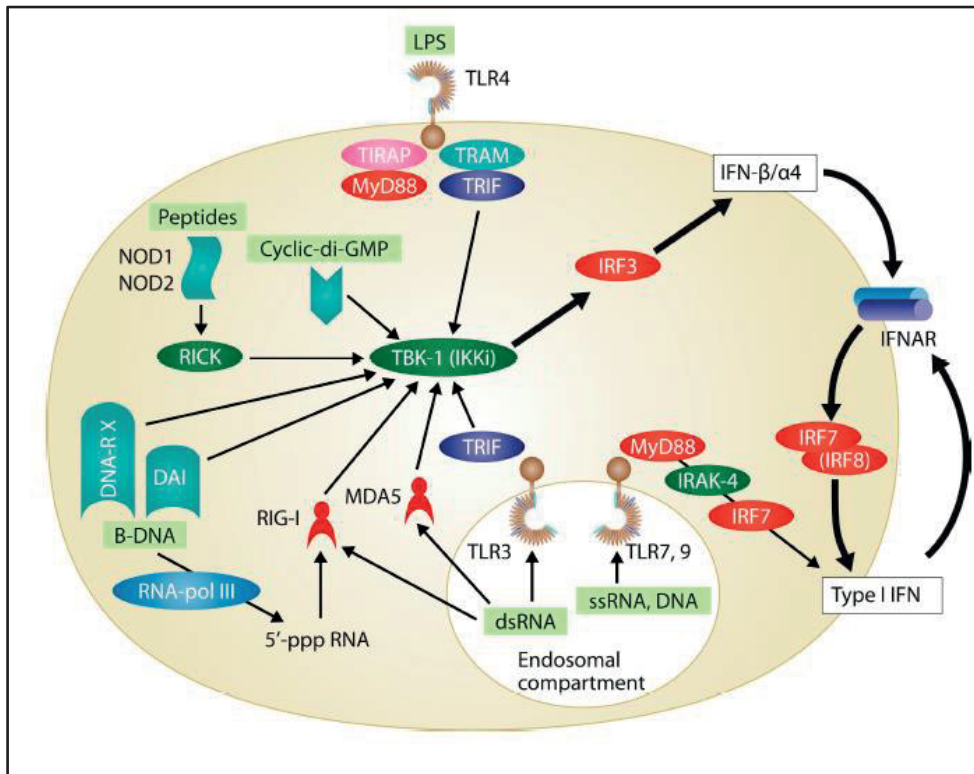 LPS
TLR4
TIRAP
TRAM
MyD88
TRIF
IFN-β/α4
Peptides
NOD1
NOD2
Cyclic-di-GMP
IRF3
IFNAR
RICK
TBK-1 (IKKi)
DNA-R X
DAI
TRIF
MyD88
IRAK-4
IRF7
IRF7
(IRF8)
B-DNA
RIG-I
MDA5
TLR3
TLR7, 9
RNA-pol III
5′-ppp RNA
dsRNA
ssRNA, DNA
Type I IFN
Endosomal
compartment